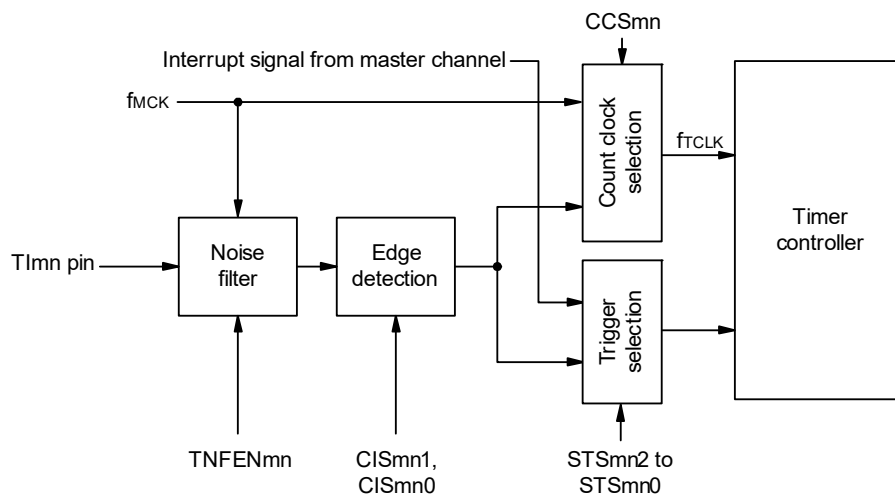 CCSmn
Interrupt signal from master channel
fMCK
Count clock
selection
fTCLK
Timer
controller
TImn pin
Noise
filter
Edge
detection
Trigger
selection
TNFENmn
CISmn1,
CISmn0
STSmn2 to
STSmn0